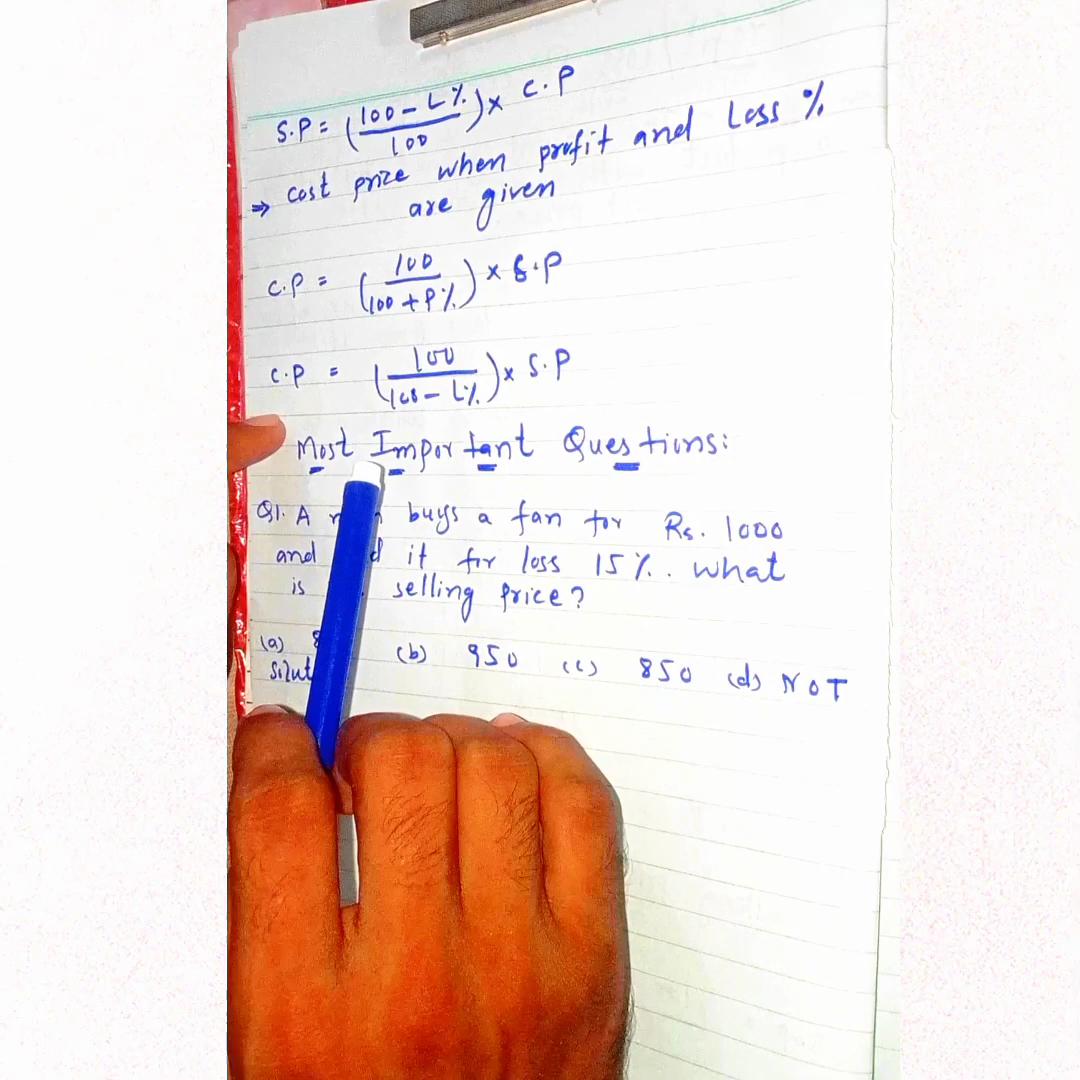 S.P = (100 - L% / 100) × C.P
⇒ cost price when profit and Loss %
are given
C.P = (100 / 100 + P%) × S.P
C.P = (100 / 100 - L%) × S.P
Most Important Questions:
Q1. A buys a fan for Rs. 1000
and it for loss 15%. what
is selling price?
(a) (b) 950 (c) 850 (d) NOT